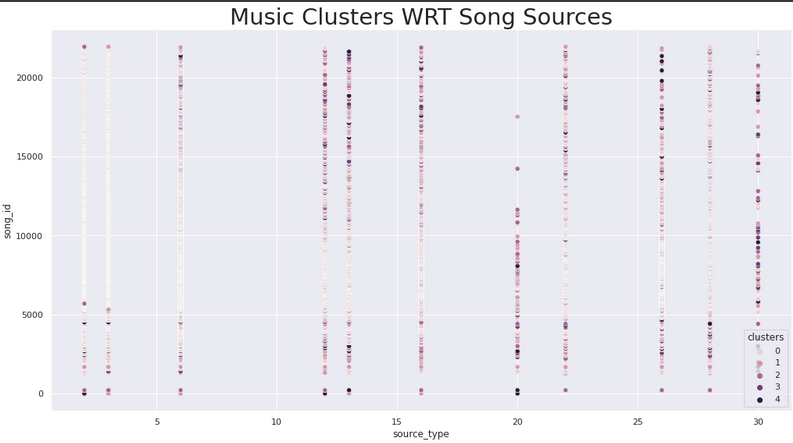 Music Clusters WRT Song Sources
song_id
20000
15000
10000
5000
0
clusters
0
1
2
3
4
5 10 15 20 25 30
source_type